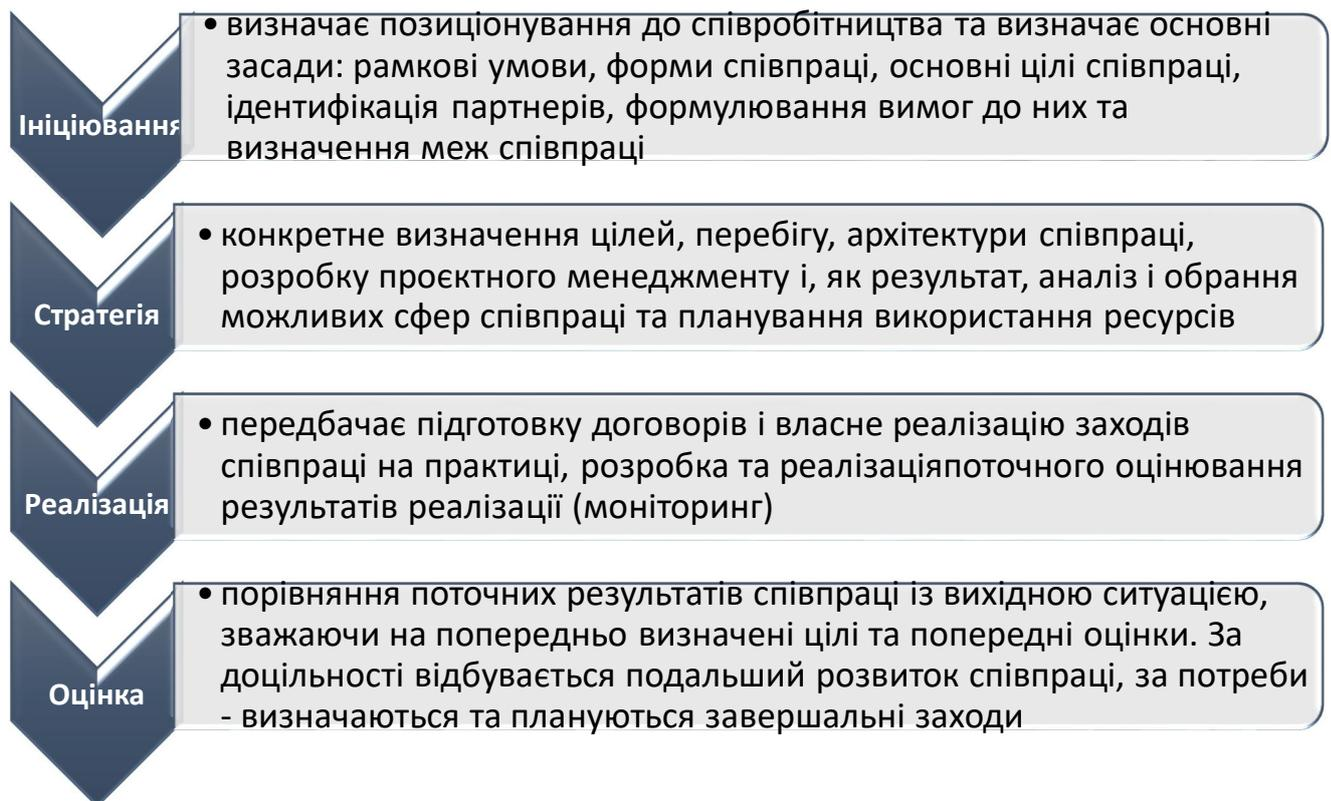 Ініціювання
• визначає позиціонування до співробітництва та визначає основні
засади: рамкові умови, форми співпраці, основні цілі співпраці,
ідентифікація партнерів, формулювання вимог до них та
визначення меж співпраці
Стратегія
• конкретне визначення цілей, перебігу, архітектури співпраці,
розробку проєктного менеджменту і, як результат, аналіз і обрання
можливих сфер співпраці та планування використання ресурсів
Реалізація
• передбачає підготовку договорів і власне реалізацію заходів
співпраці на практиці, розробка та реалізаціяпоточного оцінювання
результатів реалізації (моніторинг)
Оцінка
• порівняння поточних результатів співпраці із вихідною ситуацією,
зважаючи на попередньо визначені цілі та попередні оцінки. За
доцільності відбувається подальший розвиток співпраці, за потреби
- визначаються та плануються завершальні заходи